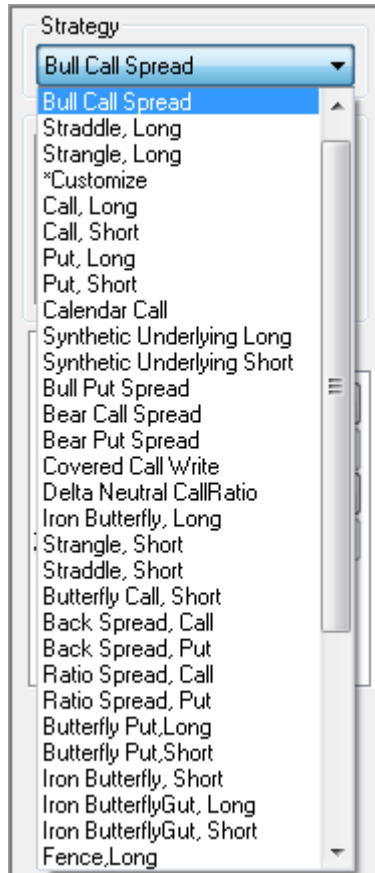 Strategy
Bull Call Spread
Bull Call Spread
Straddle, Long
Strangle, Long
*Customize
Call, Long
Call, Short
Put, Long
Put, Short
Calendar Call
Synthetic Underlying Long
Synthetic Underlying Short
Bull Put Spread
Bear Call Spread
Bear Put Spread
Covered Call Write
Delta Neutral CallRatio
Iron Butterfly, Long
Strangle, Short
Straddle, Short
Butterfly Call, Short
Back Spread, Call
Back Spread, Put
Ratio Spread, Call
Ratio Spread, Put
Butterfly Put,Long
Butterfly Put,Short
Iron Butterfly, Short
Iron ButterflyGut, Long
Iron ButterflyGut, Short
Fence,Long